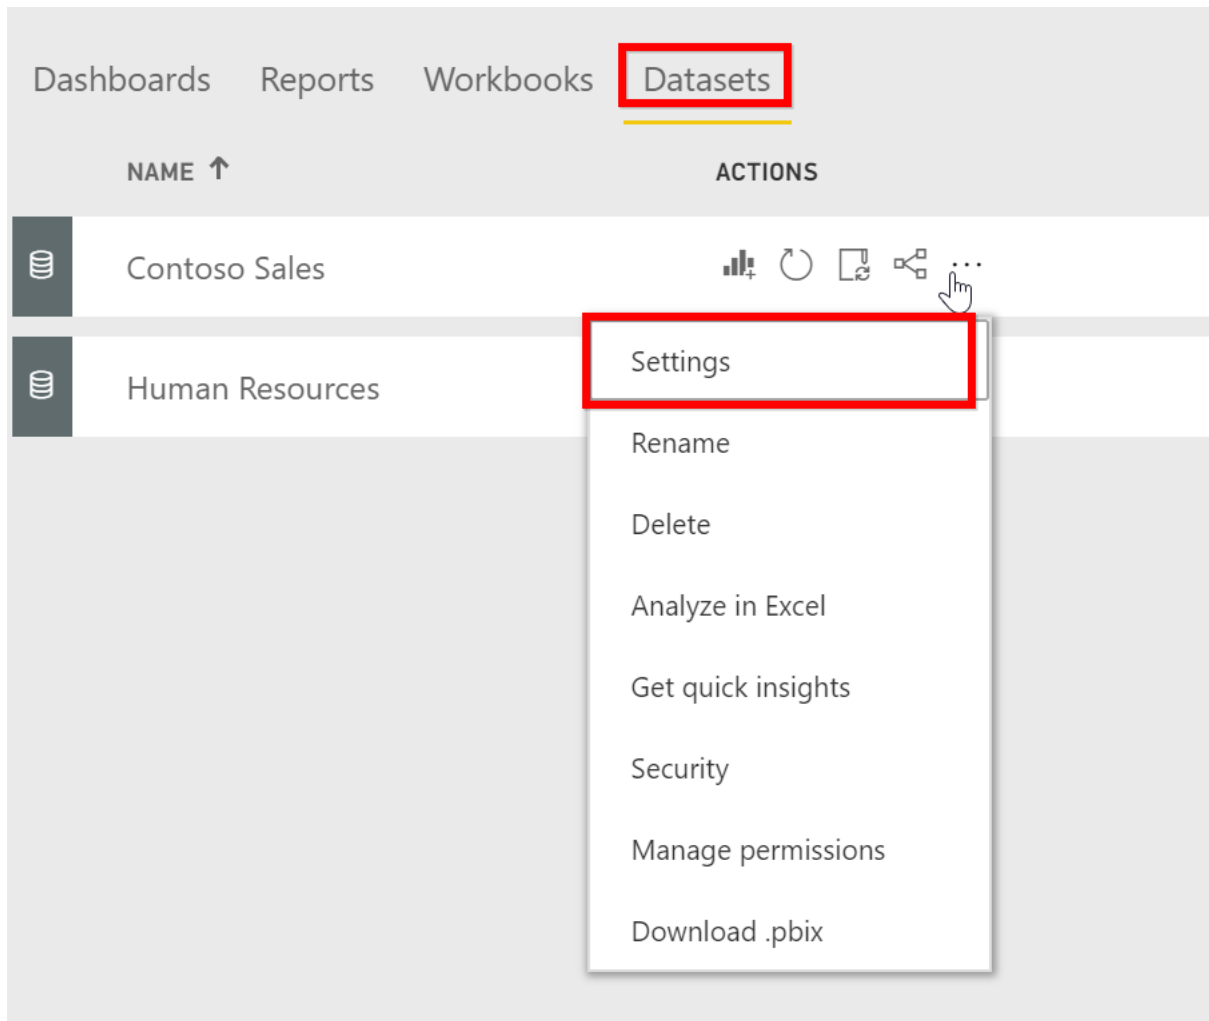 Dashboards Reports Workbooks Datasets
NAME ↑ ACTIONS
Contoso Sales ...
Human Resources
Settings
Rename
Delete
Analyze in Excel
Get quick insights
Security
Manage permissions
Download .pbix